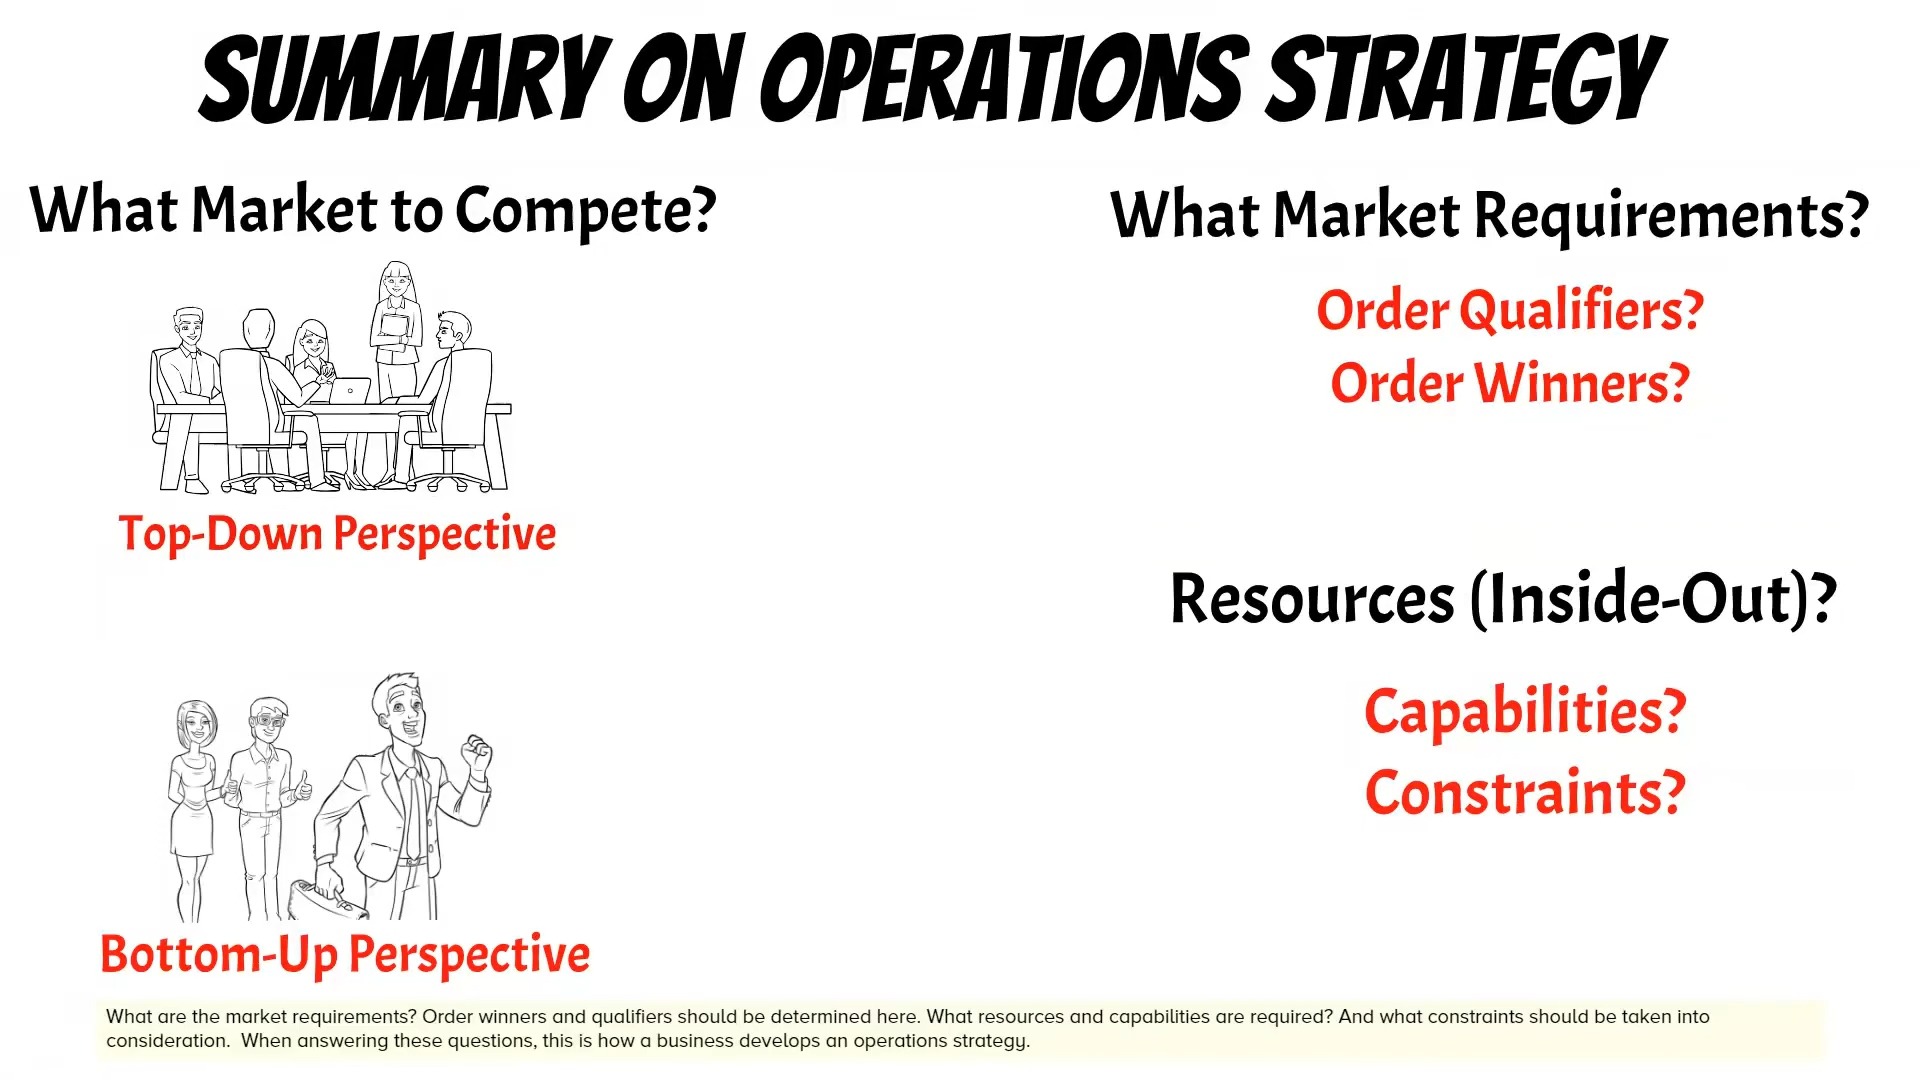 SUMMARY ON OPERATIONS STRATEGY
What Market to Compete?
Top-Down Perspective
Bottom-Up Perspective
What Market Requirements?
Order Qualifiers?
Order Winners?
Resources (Inside-Out)?
Capabilities?
Constraints?
What are the market requirements? Order winners and qualifiers should be determined here. What resources and capabilities are required? And what constraints should be taken into
consideration.  When answering these questions, this is how a business develops an operations strategy.